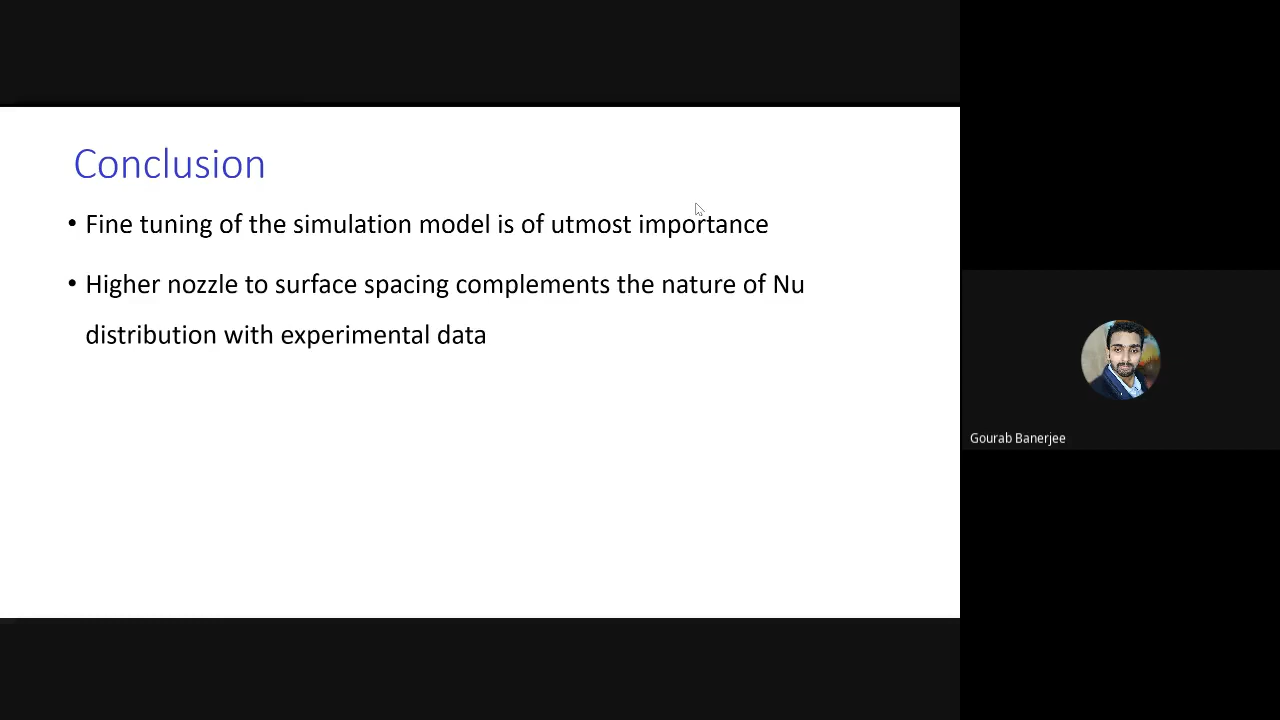 Conclusion
• Fine tuning of the simulation model is of utmost importance
• Higher nozzle to surface spacing complements the nature of Nu
distribution with experimental data
Gourab Banerjee